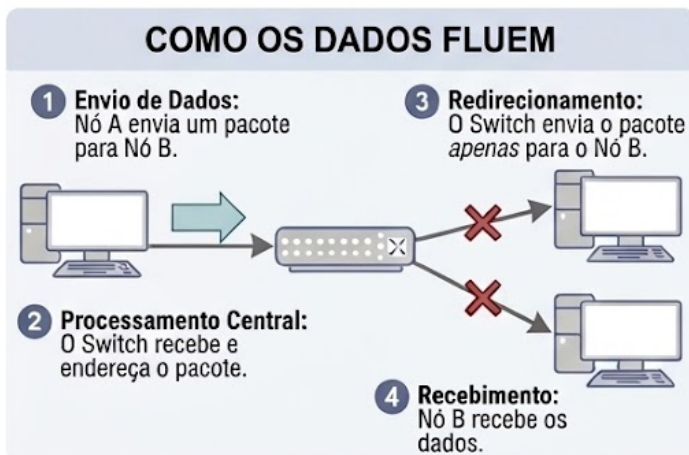 COMO OS DADOS FLUEM
1 Envio de Dados:
Nó A envia um pacote
para Nó B.
3 Redirecionamento:
O Switch envia o pacote
apenas para o Nó B.
2 Processamento Central:
O Switch recebe e
endereça o pacote.
4 Recebimento:
Nó B recebe os
dados.